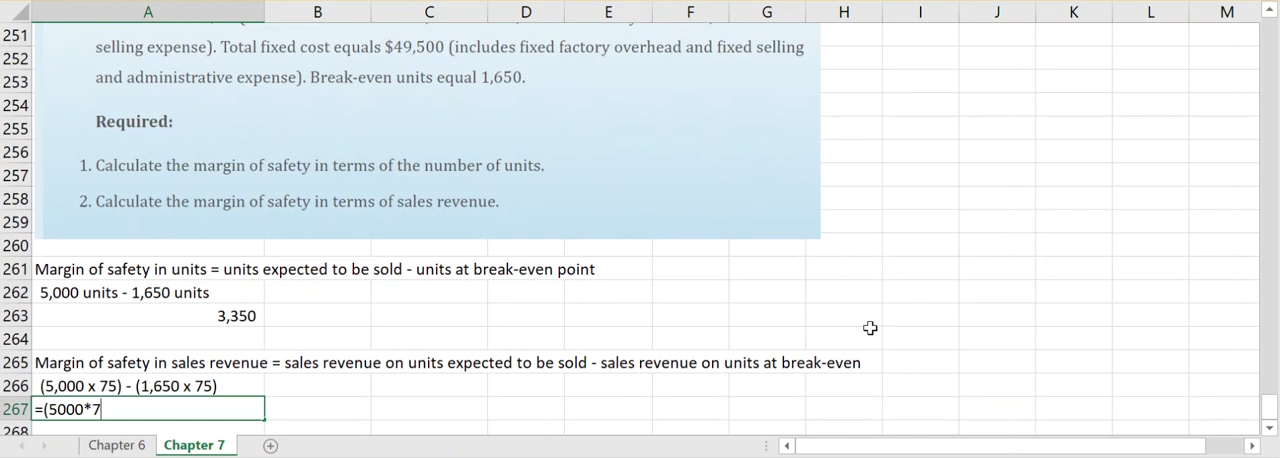 A B C D E F G H I J K L M
251
252 selling expense). Total fixed cost equals $49,500 (includes fixed factory overhead and fixed selling
253 and administrative expense). Break-even units equal 1,650.
254
255 Required:
256
257 1. Calculate the margin of safety in terms of the number of units.
258 2. Calculate the margin of safety in terms of sales revenue.
259
260
261 Margin of safety in units = units expected to be sold - units at break-even point
262 5,000 units - 1,650 units
263 3,350
264
265 Margin of safety in sales revenue = sales revenue on units expected to be sold - sales revenue on units at break-even
266 (5,000 x 75) - (1,650 x 75)
267 =(5000*7
268
Chapter 6 Chapter 7